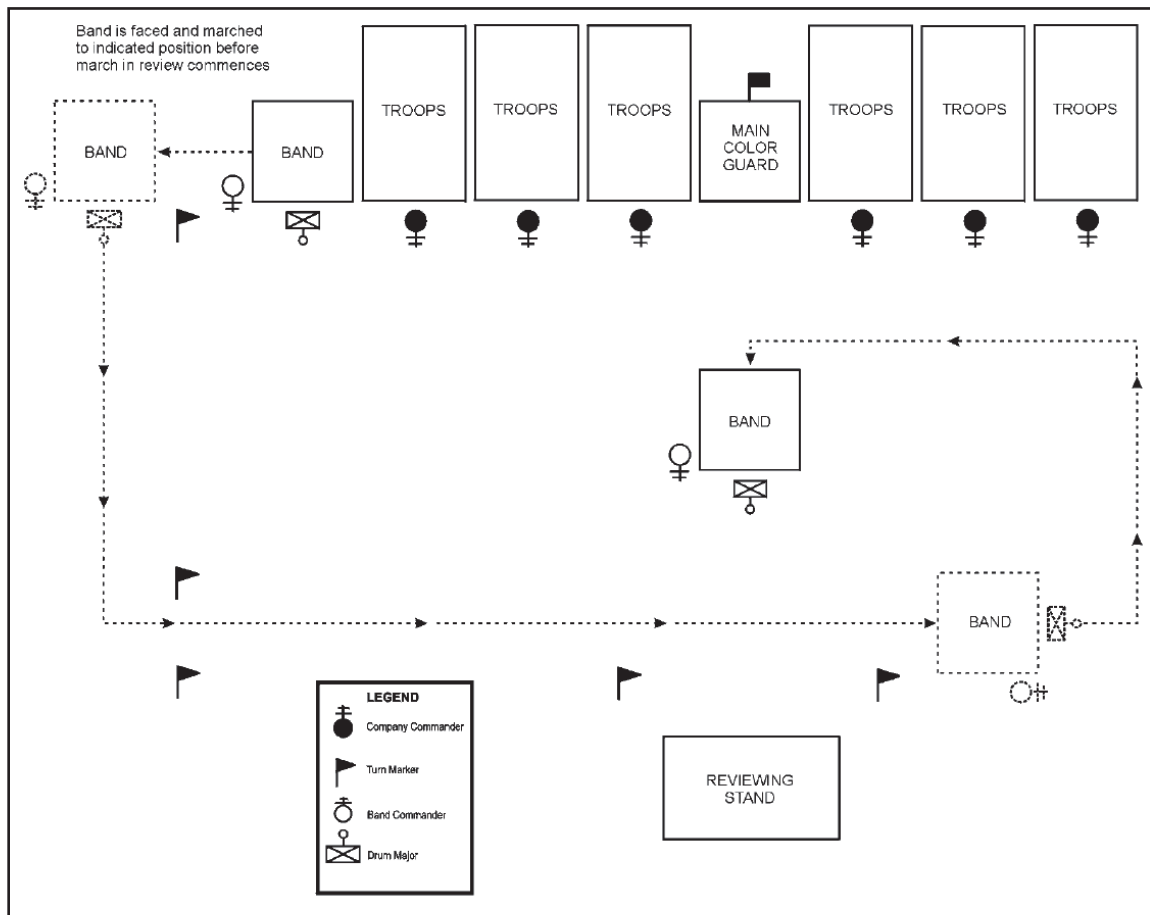 Band is faced and marched
to indicated position before
march in review commences
BAND
BAND
TROOPS
TROOPS
TROOPS
MAIN
COLOR
GUARD
TROOPS
TROOPS
TROOPS
BAND
BAND
LEGEND
Company Commander
Turn Marker
Band Commander
Drum Major
REVIEWING
STAND